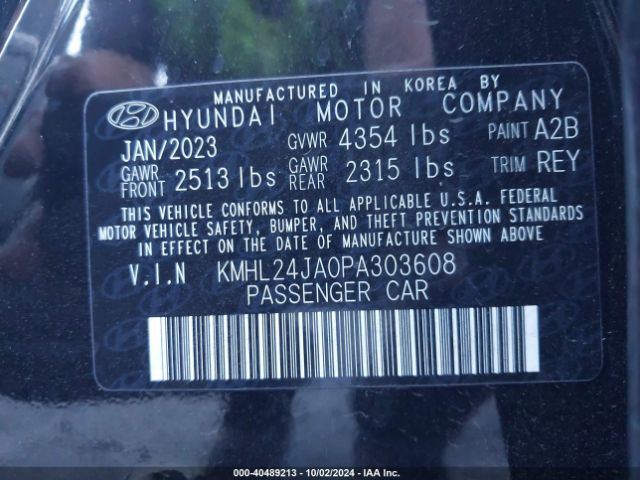 MANUFACTURED IN KOREA BY
HYUNDAI MOTOR COMPANY
JAN/2023 GVWR 4354 lbs PAINT A2B
GAWR FRONT 2513 lbs GAWR REAR 2315 lbs TRIM REY
THIS VEHICLE CONFORMS TO ALL APPLICABLE U.S.A. FEDERAL
MOTOR VEHICLE SAFETY, BUMPER, AND THEFT PREVENTION STANDARDS
IN EFFECT ON THE DATE OF MANUFACTURE SHOWN ABOVE.
V.I.N KMHL24JA0PA303608
PASSENGER CAR
000-40489213 - 10/02/2024 - IAA Inc.